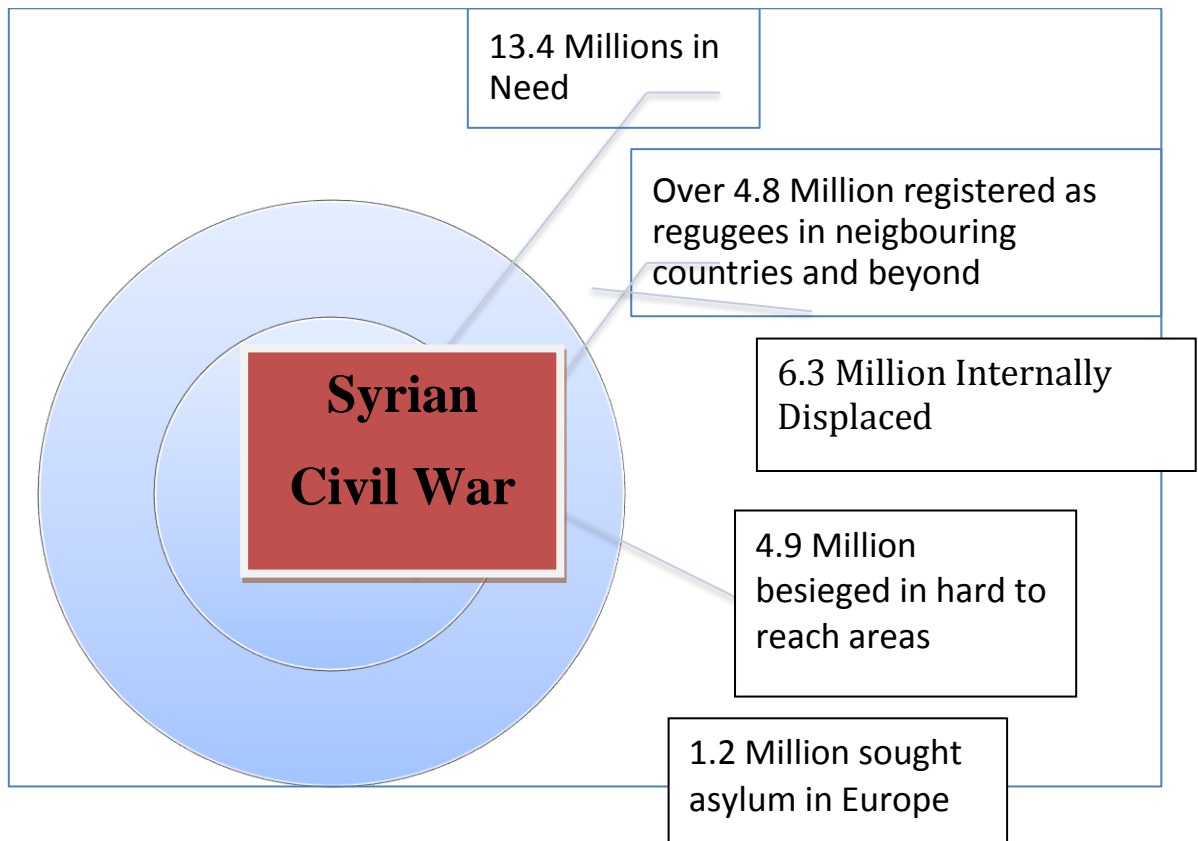 13.4 Millions in
Need
Over 4.8 Million registered as
regugees in neigbouring
countries and beyond
Syrian
Civil War
6.3 Million Internally
Displaced
4.9 Million
besieged in hard to
reach areas
1.2 Million sought
asylum in Europe